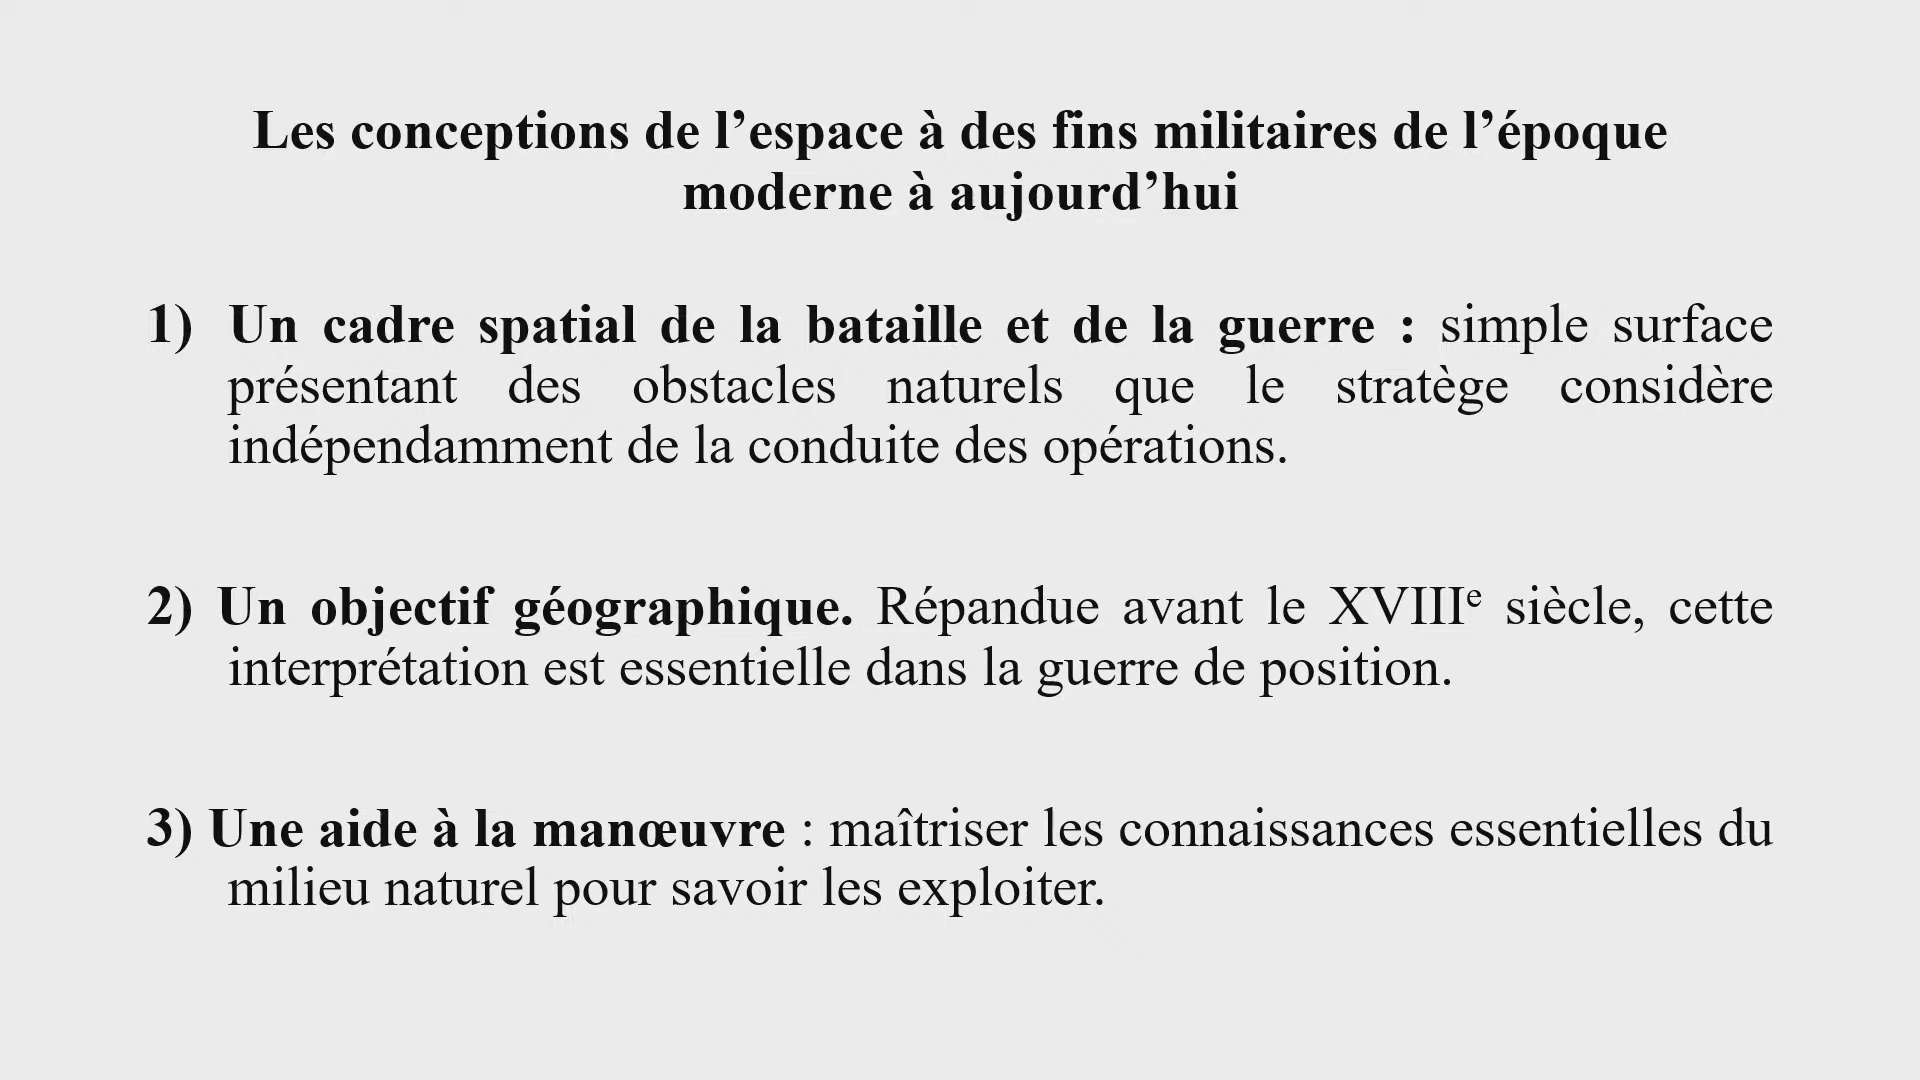 Les conceptions de l’espace à des fins militaires de l’époque
moderne à aujourd’hui
1) Un cadre spatial de la bataille et de la guerre : simple surface
présentant des obstacles naturels que le stratège considère
indépendamment de la conduite des opérations.
2) Un objectif géographique. Répandue avant le XVIIIᵉ siècle, cette
interprétation est essentielle dans la guerre de position.
3) Une aide à la manœuvre : maîtriser les connaissances essentielles du
milieu naturel pour savoir les exploiter.